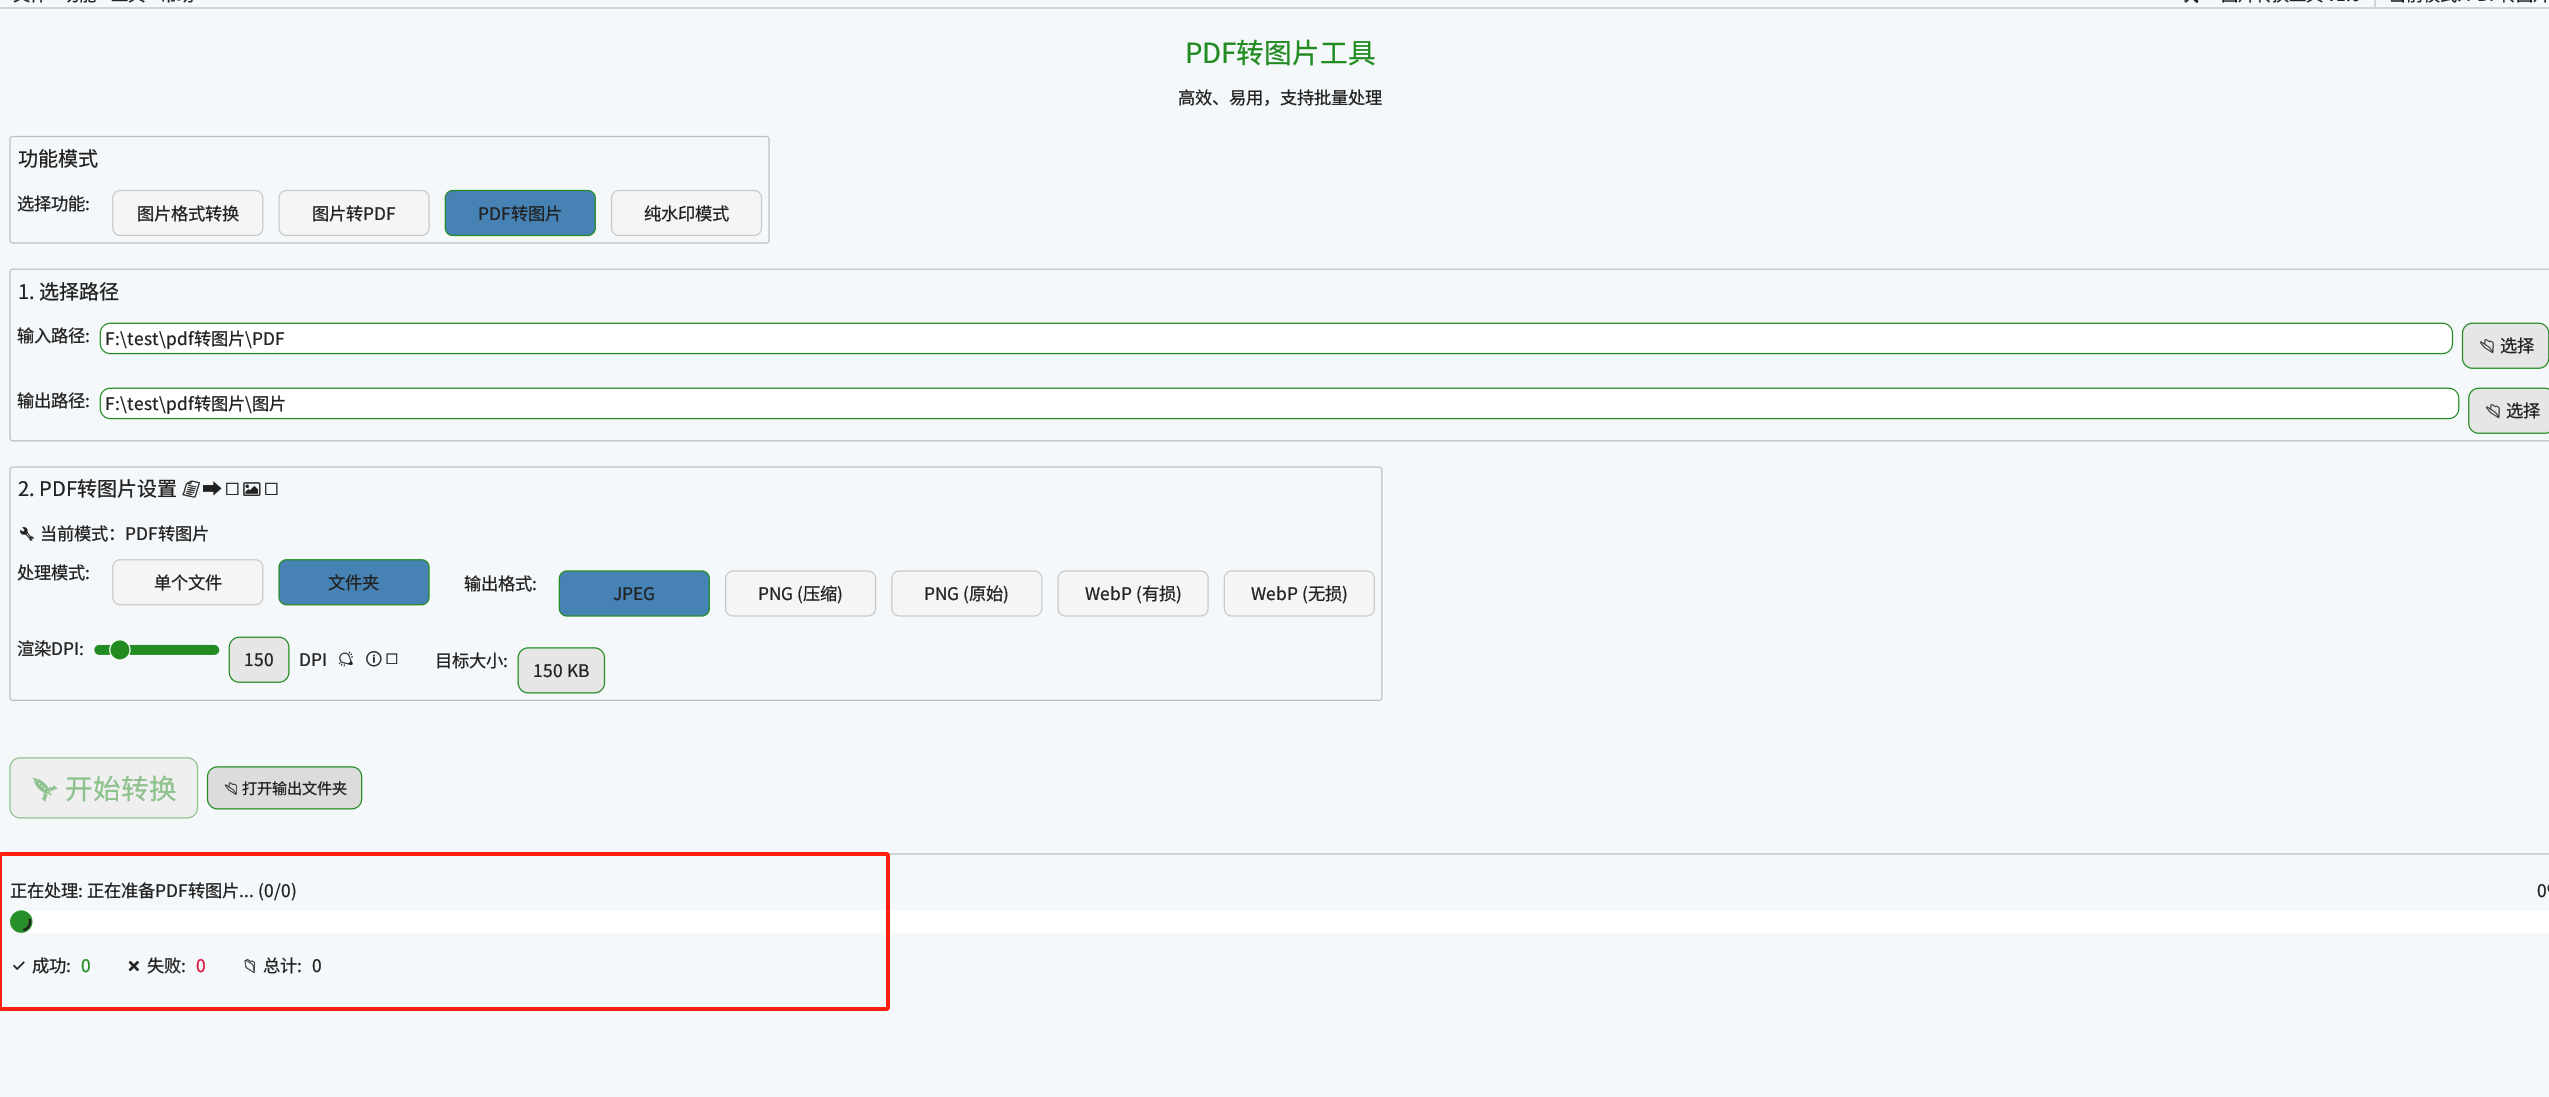 PDF转图片工具
高效、易用，支持批量处理
功能模式
选择功能: 图片格式转换 图片转PDF PDF转图片 纯水印模式
1. 选择路径
输入路径: F:\test\pdf转图片\PDF 选择
输出路径: F:\test\pdf转图片\图片 选择
2. PDF转图片设置
当前模式：PDF转图片
处理模式: 单个文件 文件夹 输出格式: JPEG PNG (压缩) PNG (原始) WebP (有损) WebP (无损)
渲染DPI: 150 DPI 目标大小: 150 KB
开始转换 打开输出文件夹
正在处理: 正在准备PDF转图片... (0/0)
成功: 0 失败: 0 总计: 0